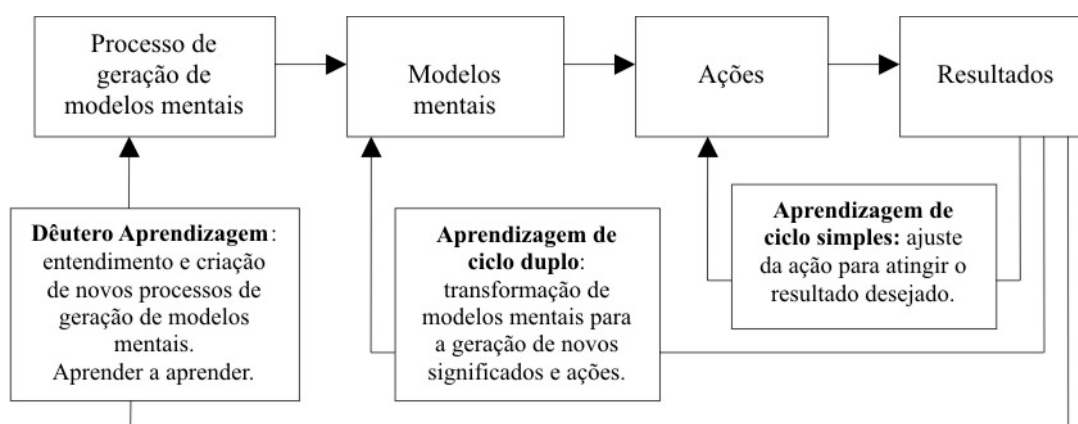 Processo de
geração de
modelos mentais
Modelos
mentais
Ações
Resultados
Dêutero Aprendizagem:
entendimento e criação
de novos processos de
geração de modelos
mentais.
Aprender a aprender.
Aprendizagem de
ciclo duplo:
transformação de
modelos mentais para
a geração de novos
significados e ações.
Aprendizagem de
ciclo simples: ajuste
da ação para atingir o
resultado desejado.